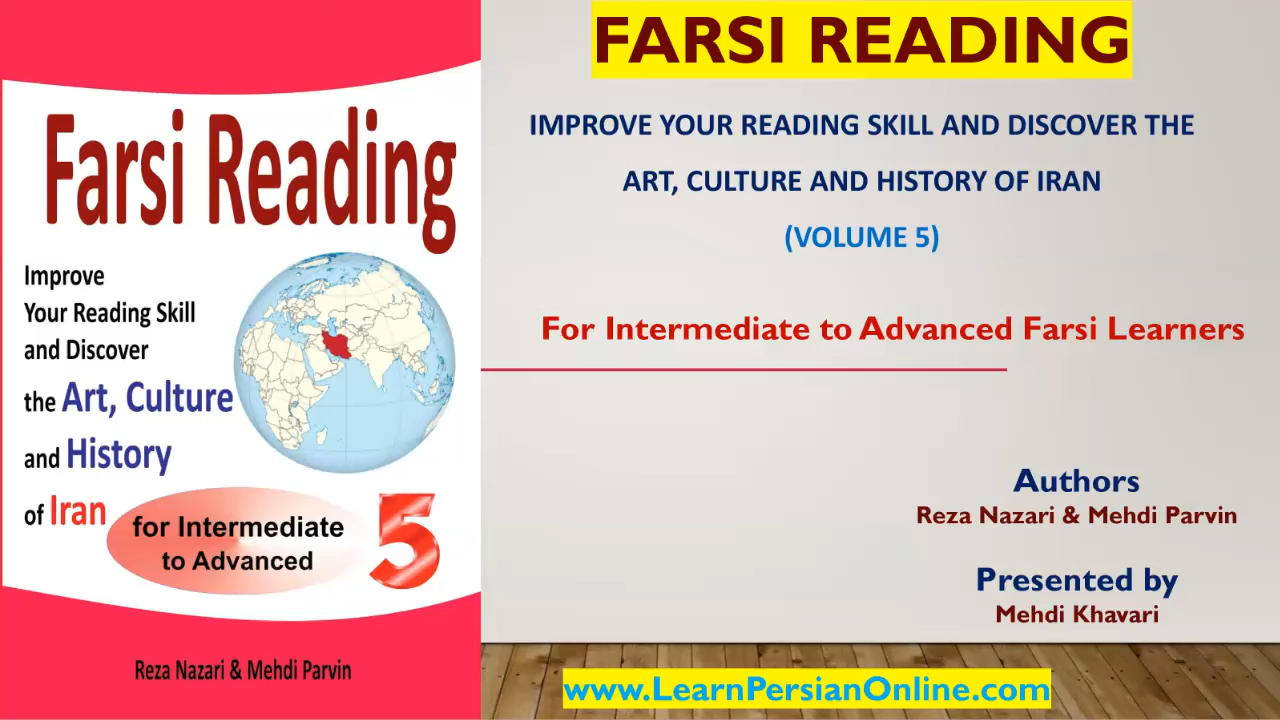 Farsi Reading
Improve
Your Reading Skill
and Discover
the Art, Culture
and History
of Iran
for Intermediate
to Advanced
5
Reza Nazari & Mehdi Parvin
FARSI READING
IMPROVE YOUR READING SKILL AND DISCOVER THE
ART, CULTURE AND HISTORY OF IRAN
(VOLUME 5)
For Intermediate to Advanced Farsi Learners
Authors
Reza Nazari & Mehdi Parvin
Presented by
Mehdi Khavari
www.LearnPersianOnline.com